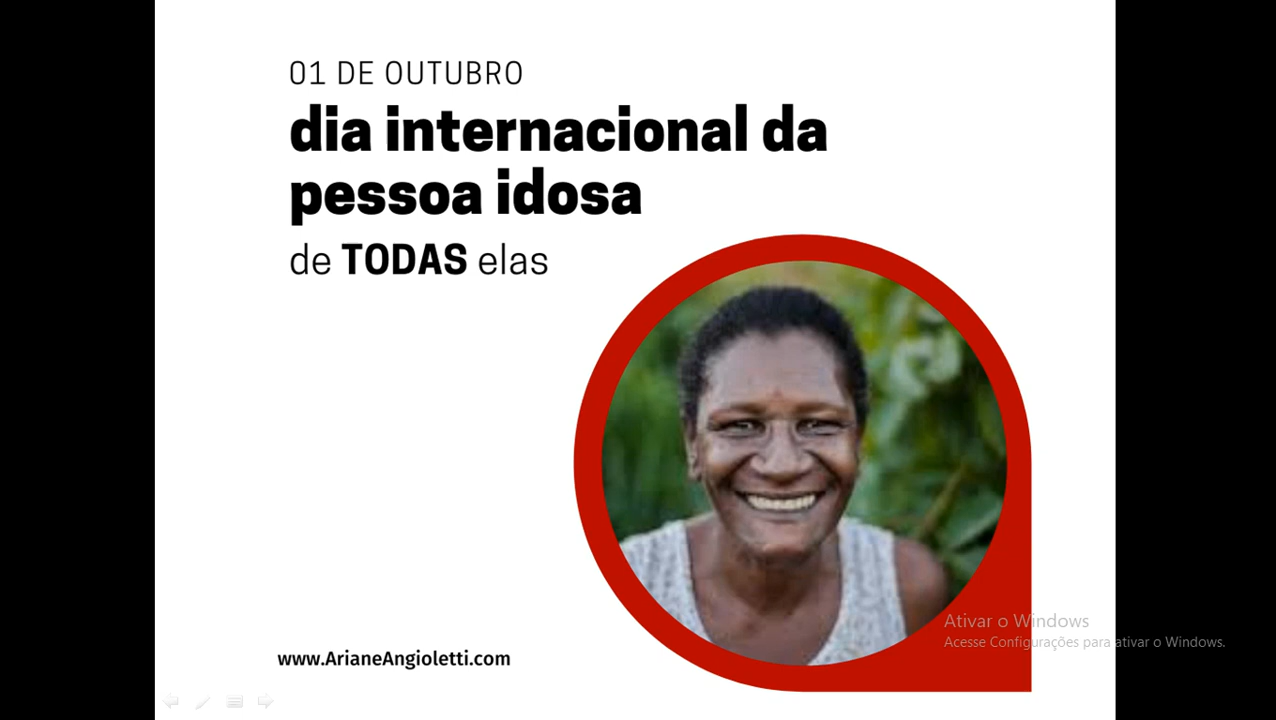 01 DE OUTUBRO
dia internacional da
pessoa idosa
de TODAS elas
Ativar o Windows
Acesse Configurações para ativar o Windows.
www.ArianeAngioletti.com